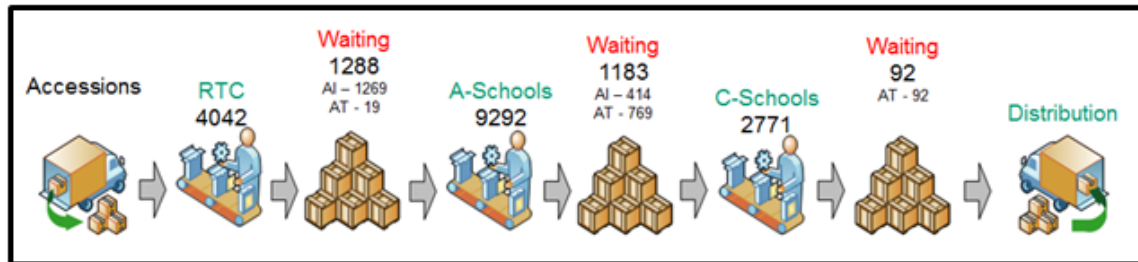 Accessions
RTC
4042
Waiting
1288
AI – 1269
AT - 19
A-Schools
9292
Waiting
1183
AI – 414
AT - 769
C-Schools
2771
Waiting
92
AT - 92
Distribution